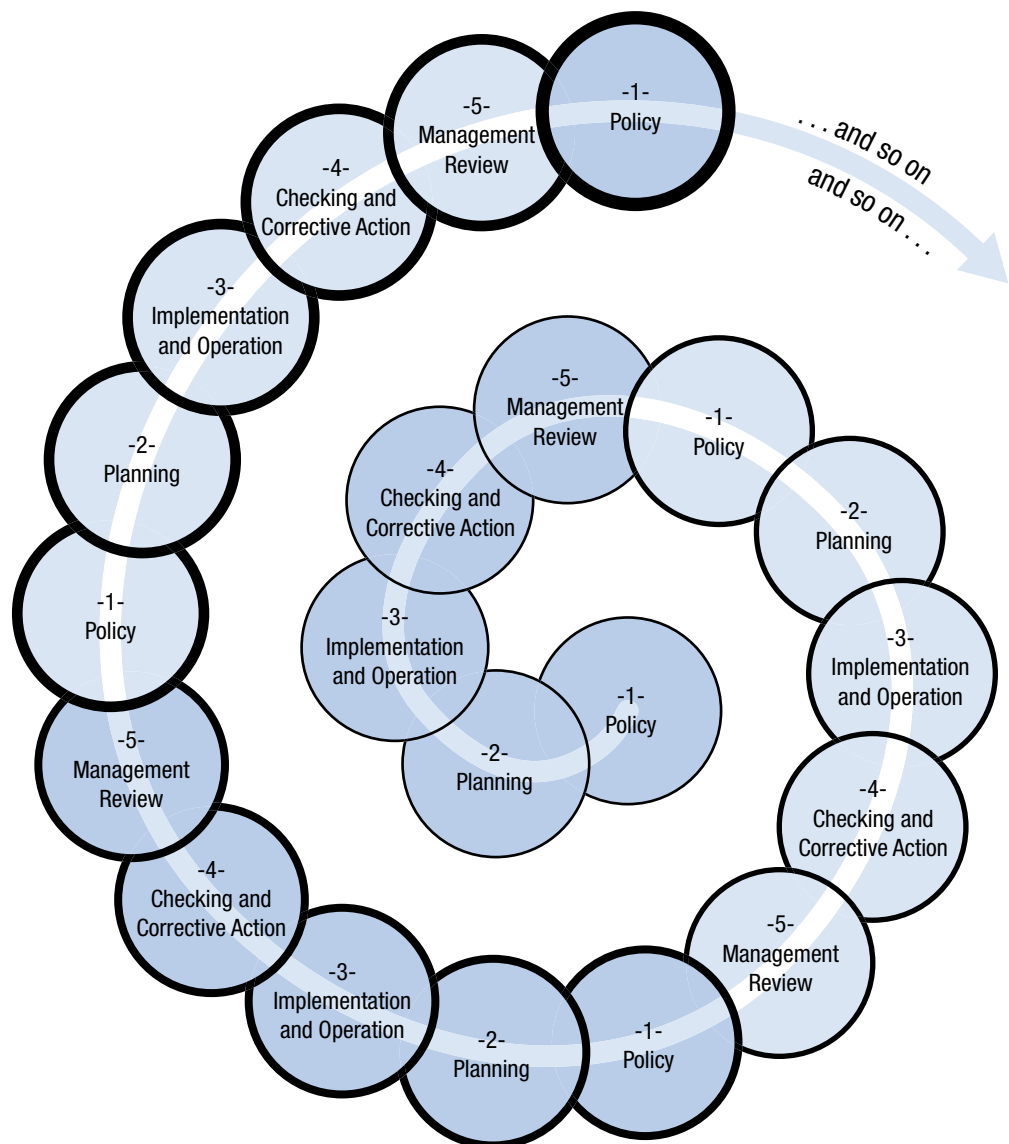 -1-
Policy
-2-
Planning
-3-
Implementation
and Operation
-4-
Checking and
Corrective Action
-5-
Management
Review
-1-
Policy
-2-
Planning
-3-
Implementation
and Operation
-4-
Checking and
Corrective Action
-5-
Management
Review
-1-
Policy
-2-
Planning
-3-
Implementation
and Operation
-4-
Checking and
Corrective Action
-5-
Management
Review
-1-
Policy
-2-
Planning
-3-
Implementation
and Operation
-4-
Checking and
Corrective Action
-5-
Management
Review
-1-
Policy
. . . and so on
and so on . . .